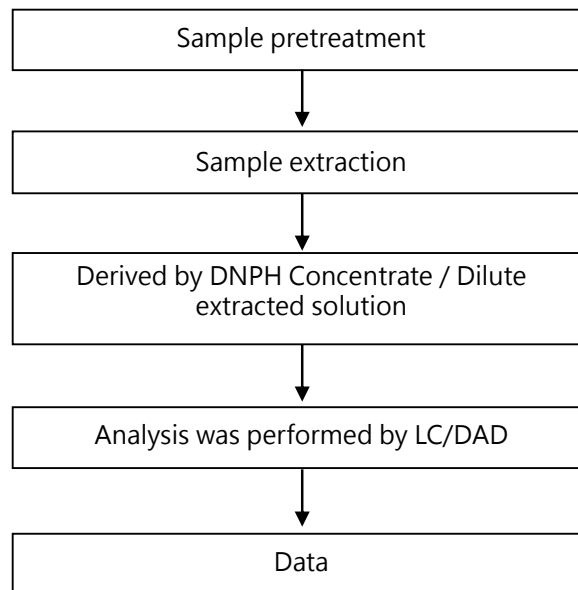 Sample pretreatment
Sample extraction
Derived by DNPH Concentrate / Dilute
extracted solution
Analysis was performed by LC/DAD
Data